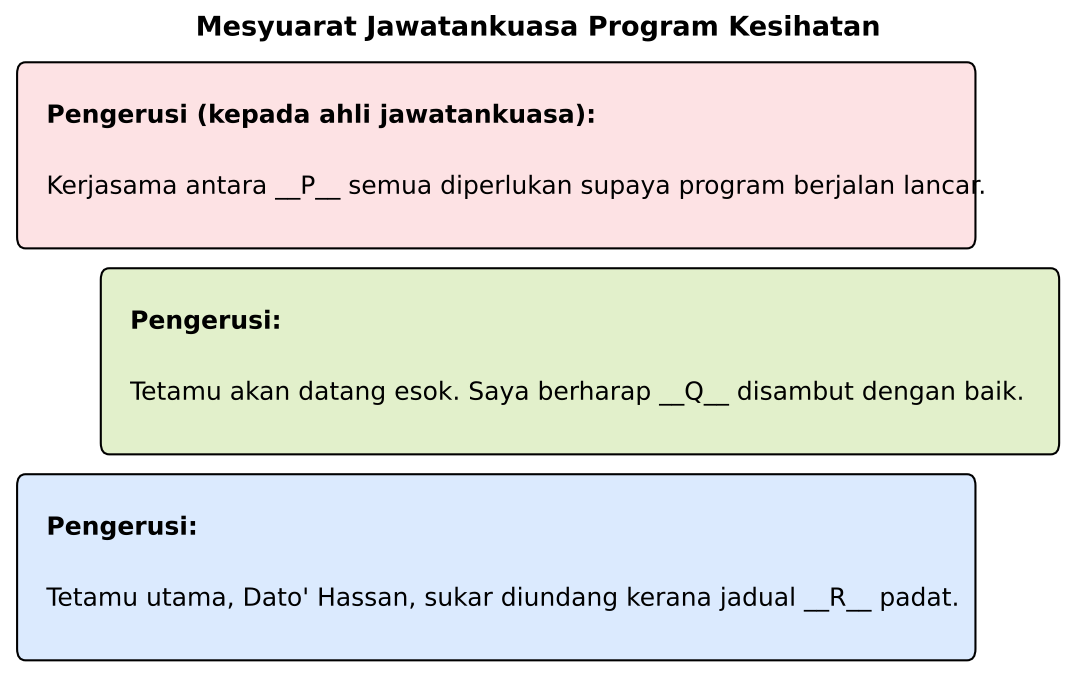 Mesyuarat Jawatankuasa Program Kesihatan
Pengerusi (kepada ahli jawatankuasa):
Kerjasama antara __P__ semua diperlukan supaya program berjalan lancar.
Pengerusi:
Tetamu akan datang esok. Saya berharap __Q__ disambut dengan baik.
Pengerusi:
Tetamu utama, Dato' Hassan, sukar diundang kerana jadual __R__ padat.